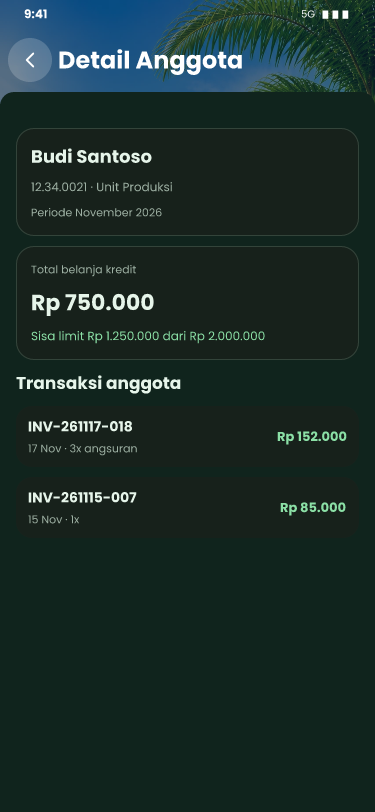 9:41
5G
Detail Anggota
Budi Santoso
12.34.0021 · Unit Produksi
Periode November 2026
Total belanja kredit
Rp 750.000
Sisa limit Rp 1.250.000 dari Rp 2.000.000
Transaksi anggota
INV-261117-018
Rp 152.000
17 Nov · 3x angsuran
INV-261115-007
Rp 85.000
15 Nov · 1x